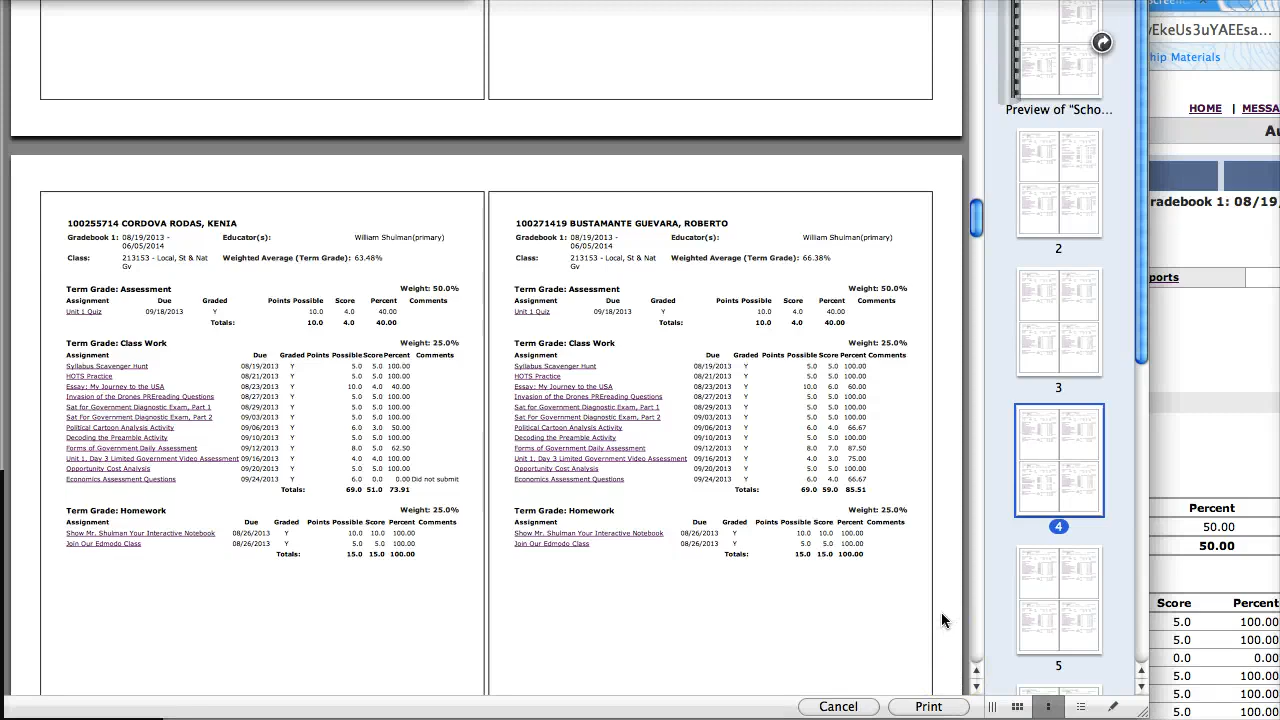 vEkeUs3uYAEEsa...
hip Materials
Preview of "Scho...
HOME | MESSA
Au
radebook 1: 08/19/
ports
2
3
4
5
100255714 CORDOVA RODAS, KENIA
Gradebook 1: 08/19/2013 - 06/05/2014 Educator(s): William Shulman(primary)
Class: 213153 - Local, St & Nat Gv Weighted Average (Term Grade): 63.48%
Term Grade: Assessment Weight: 50.0%
Assignment Due Graded Points Possible Score Percent Comments
Unit 1 Quiz 09/18/2013 Y 10.0 4.0 40.00
Totals: 10.0 4.0 40.00
Term Grade: Class Work Weight: 25.0%
Assignment Due Graded Points Possible Score Percent Comments
Syllabus Scavenger Hunt 08/19/2013 Y 5.0 5.0 100.00
HOTS Practice 08/21/2013 Y 5.0 5.0 100.00
Essay: My Journey to the USA 08/23/2013 Y 10.0 4.0 40.00
Invasion of the Drones PREreading Questions 08/27/2013 Y 5.0 5.0 100.00
Sat for Government Diagnostic Exam, Part 1 08/29/2013 Y 5.0 5.0 100.00
Sat for Government Diagnostic Exam, Part 2 09/03/2013 Y 5.0 5.0 100.00
Political Cartoon Analysis Activity 09/06/2013 Y 6.0 3.0 50.00
Decoding the Preamble Activity 09/10/2013 Y 5.0 5.0 100.00
Forms of Government Daily Assessment 09/12/2013 Y 8.0 5.0 62.50
Unit 1, Day 3 Limited Government Video Assessment 09/16/2013 Y 4.0 4.0 100.00
Opportunity Cost Analysis 09/20/2013 Y 5.0 5.0 100.00
Economics Assessment Questions 09/24/2013 Y 6.0 0.0 0.00 Did not submit
Totals: 69.0 51.0 73.91
Term Grade: Homework Weight: 25.0%
Assignment Due Graded Points Possible Score Percent Comments
Show Mr. Shulman Your Interactive Notebook 08/26/2013 Y 10.0 10.0 100.00
Join Our Edmodo Class 08/26/2013 Y 5.0 5.0 100.00
Totals: 15.0 15.0 100.00
100271419 BUSTAMANTE GUEVARA, ROBERTO
Gradebook 1: 08/19/2013 - 06/05/2014 Educator(s): William Shulman(primary)
Class: 213153 - Local, St & Nat Gv Weighted Average (Term Grade): 66.38%
Term Grade: Assessment Weight: 50.0%
Assignment Due Graded Points Possible Score Percent Comments
Unit 1 Quiz 09/18/2013 Y 10.0 4.0 40.00
Totals: 10.0 4.0 40.00
Term Grade: Class Work Weight: 25.0%
Assignment Due Graded Points Possible Score Percent Comments
Syllabus Scavenger Hunt 08/19/2013 Y 5.0 5.0 100.00
HOTS Practice 08/21/2013 Y 5.0 5.0 100.00
Essay: My Journey to the USA 08/23/2013 Y 10.0 6.0 60.00
Invasion of the Drones PREreading Questions 08/27/2013 Y 5.0 5.0 100.00
Sat for Government Diagnostic Exam, Part 1 08/29/2013 Y 5.0 5.0 100.00
Sat for Government Diagnostic Exam, Part 2 09/03/2013 Y 5.0 5.0 100.00
Political Cartoon Analysis Activity 09/06/2013 Y 6.0 4.0 66.67
Decoding the Preamble Activity 09/10/2013 Y 5.0 5.0 100.00
Forms of Government Daily Assessment 09/12/2013 Y 8.0 7.0 87.50
Unit 1, Day 3 Limited Government Video Assessment 09/16/2013 Y 4.0 3.0 75.00
Opportunity Cost Analysis 09/20/2013 Y 5.0 5.0 100.00
Economics Assessment Questions 09/24/2013 Y 6.0 4.0 66.67
Totals: 69.0 59.0 85.51
Term Grade: Homework Weight: 25.0%
Assignment Due Graded Points Possible Score Percent Comments
Show Mr. Shulman Your Interactive Notebook 08/26/2013 Y 10.0 10.0 100.00
Join Our Edmodo Class 08/26/2013 Y 5.0 5.0 100.00
Totals: 15.0 15.0 100.00
Percent
50.00
50.00
Score Percent
5.0 100.00
5.0 100.00
0.0 0.00
5.0 100.00
5.0 100.00
5.0 100.00
Cancel Print